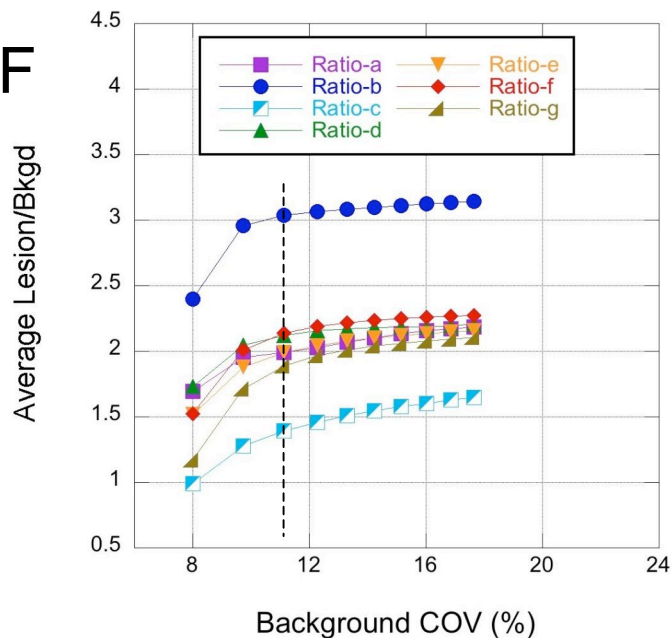 F
Average Lesion/Bkgd
4.5
4
3.5
3
2.5
2
1.5
1
0.5
Ratio-a
Ratio-b
Ratio-c
Ratio-d
Ratio-e
Ratio-f
Ratio-g
8
12
16
20
24
Background COV (%)